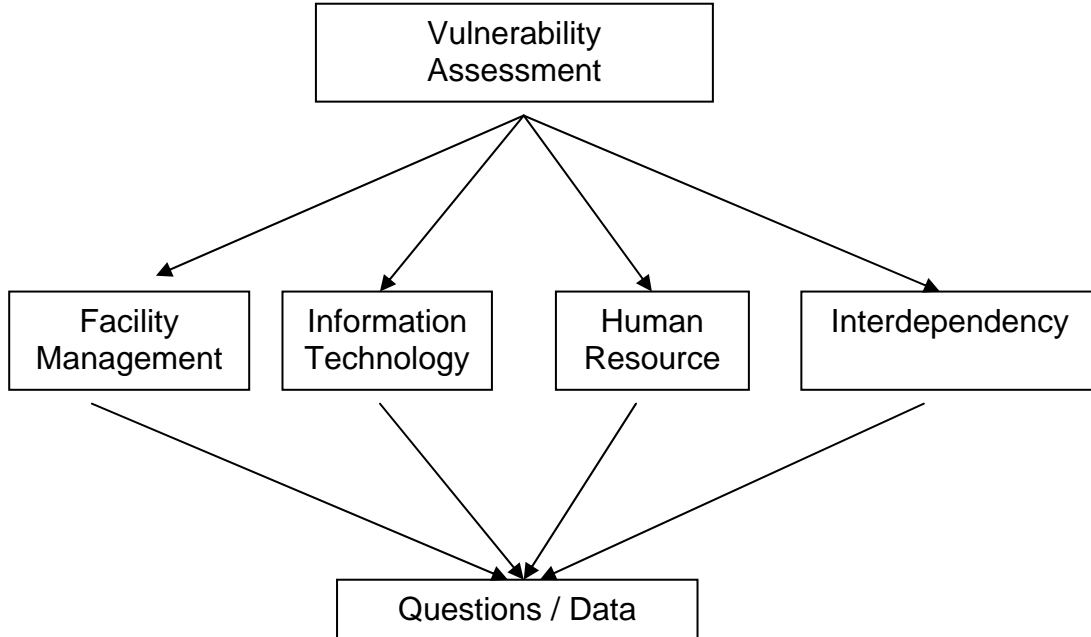 Vulnerability
Assessment
Facility
Management
Information
Technology
Human
Resource
Interdependency
Questions / Data